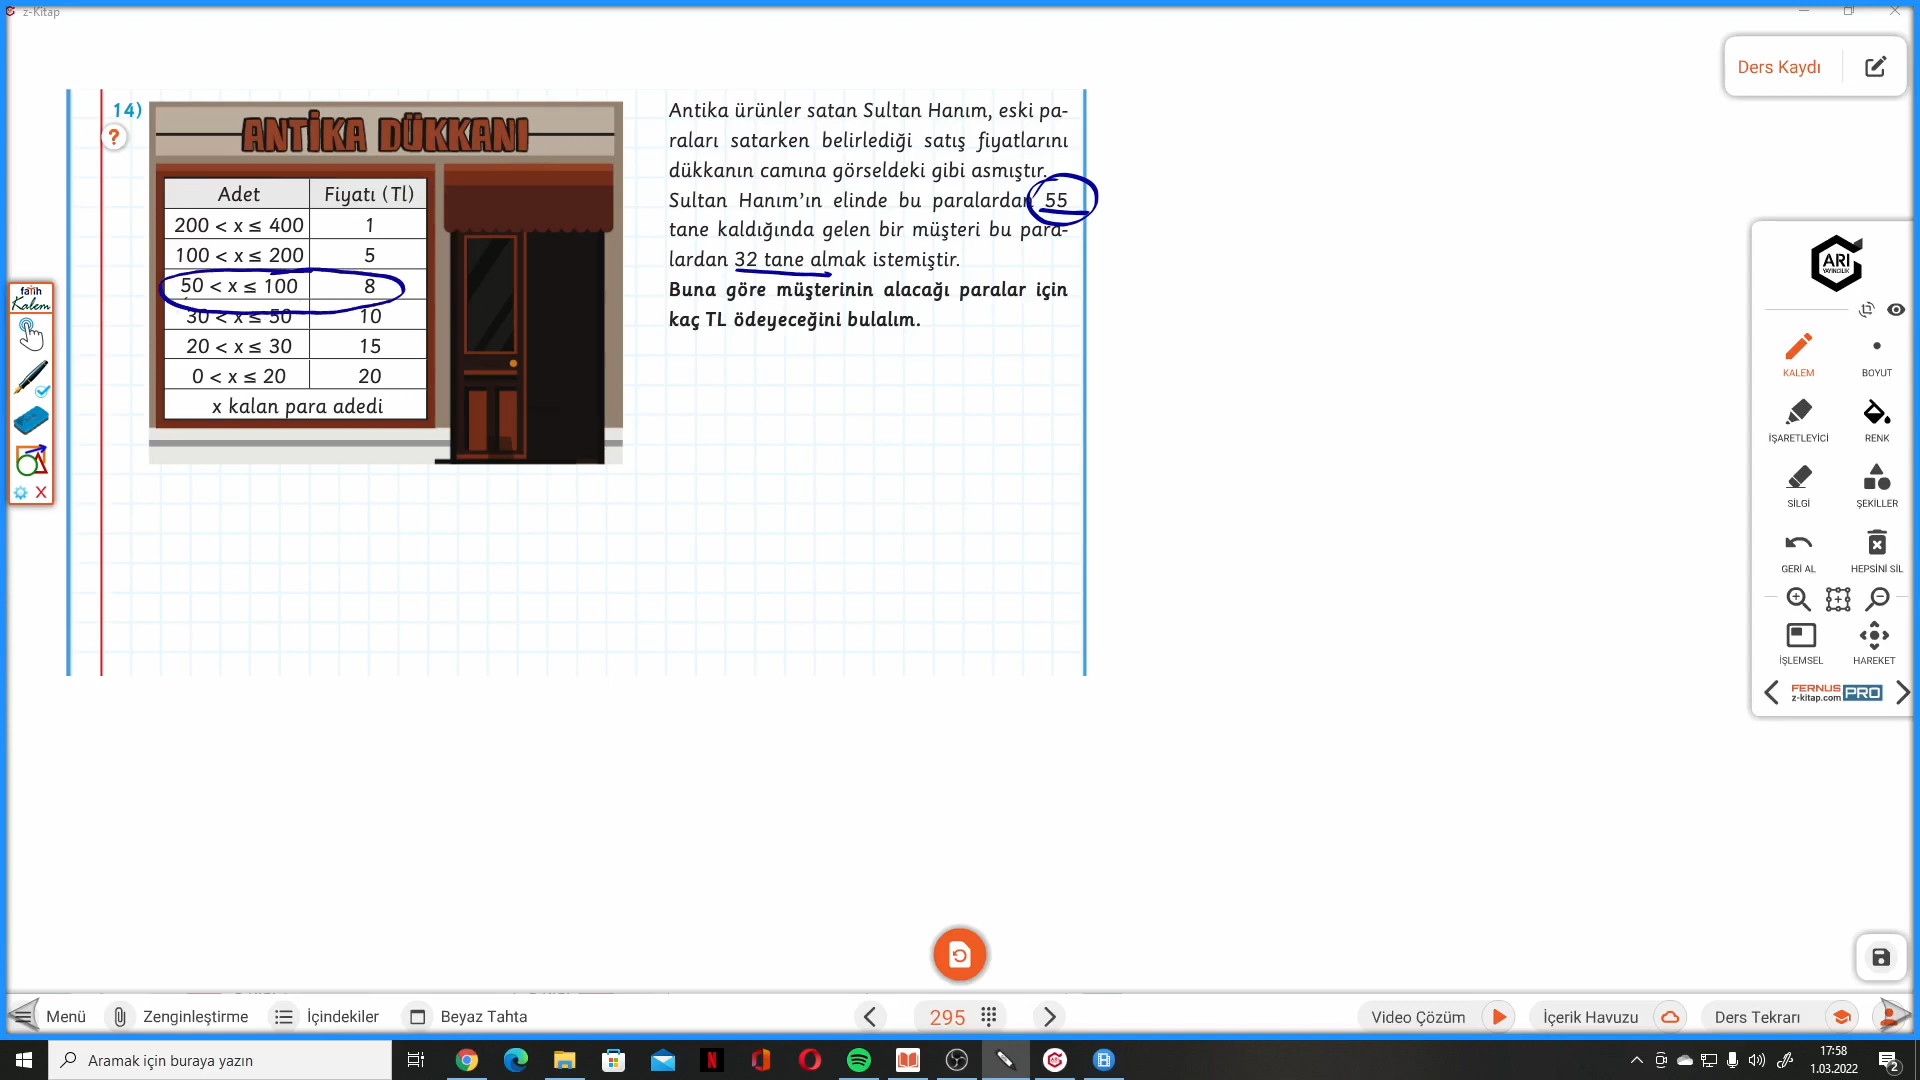 z-Kitap
Ders Kaydı
14)
?
ANTİKA DÜKKANI
Adet Fiyatı (Tl)
200 < x ≤ 400 1
100 < x ≤ 200 5
50 < x ≤ 100 8
30 < x ≤ 50 10
20 < x ≤ 30 15
0 < x ≤ 20 20
x kalan para adedi
Antika ürünler satan Sultan Hanım, eski pa-
raları satarken belirlediği satış fiyatlarını
dükkanın camına görseldeki gibi asmıştır.
Sultan Hanım'ın elinde bu paralardan 55
tane kaldığında gelen bir müşteri bu para-
lardan 32 tane almak istemiştir.
Buna göre müşterinin alacağı paralar için
kaç TL ödeyeceğini bulalım.
fatih
Kalem
X
ARI
YAYINCILIK
KALEM
BOYUT
İŞARETLEYİCİ
RENK
SİLGİ
ŞEKİLLER
GERİ AL
HEPSİNİ SİL
İŞLEMSEL
HAREKET
FERNUS
z-kitap.com PRO
Menü
Zenginleştirme
İçindekiler
Beyaz Tahta
295
Video Çözüm
İçerik Havuzu
Ders Tekrarı
Aramak için buraya yazın
17:58
1.03.2022
2